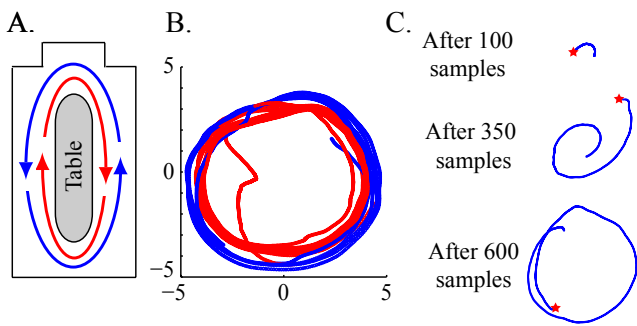 A.
Table
B.
5
0
−5
−5
0
5
C.
After 100
samples
After 350
samples
After 600
samples